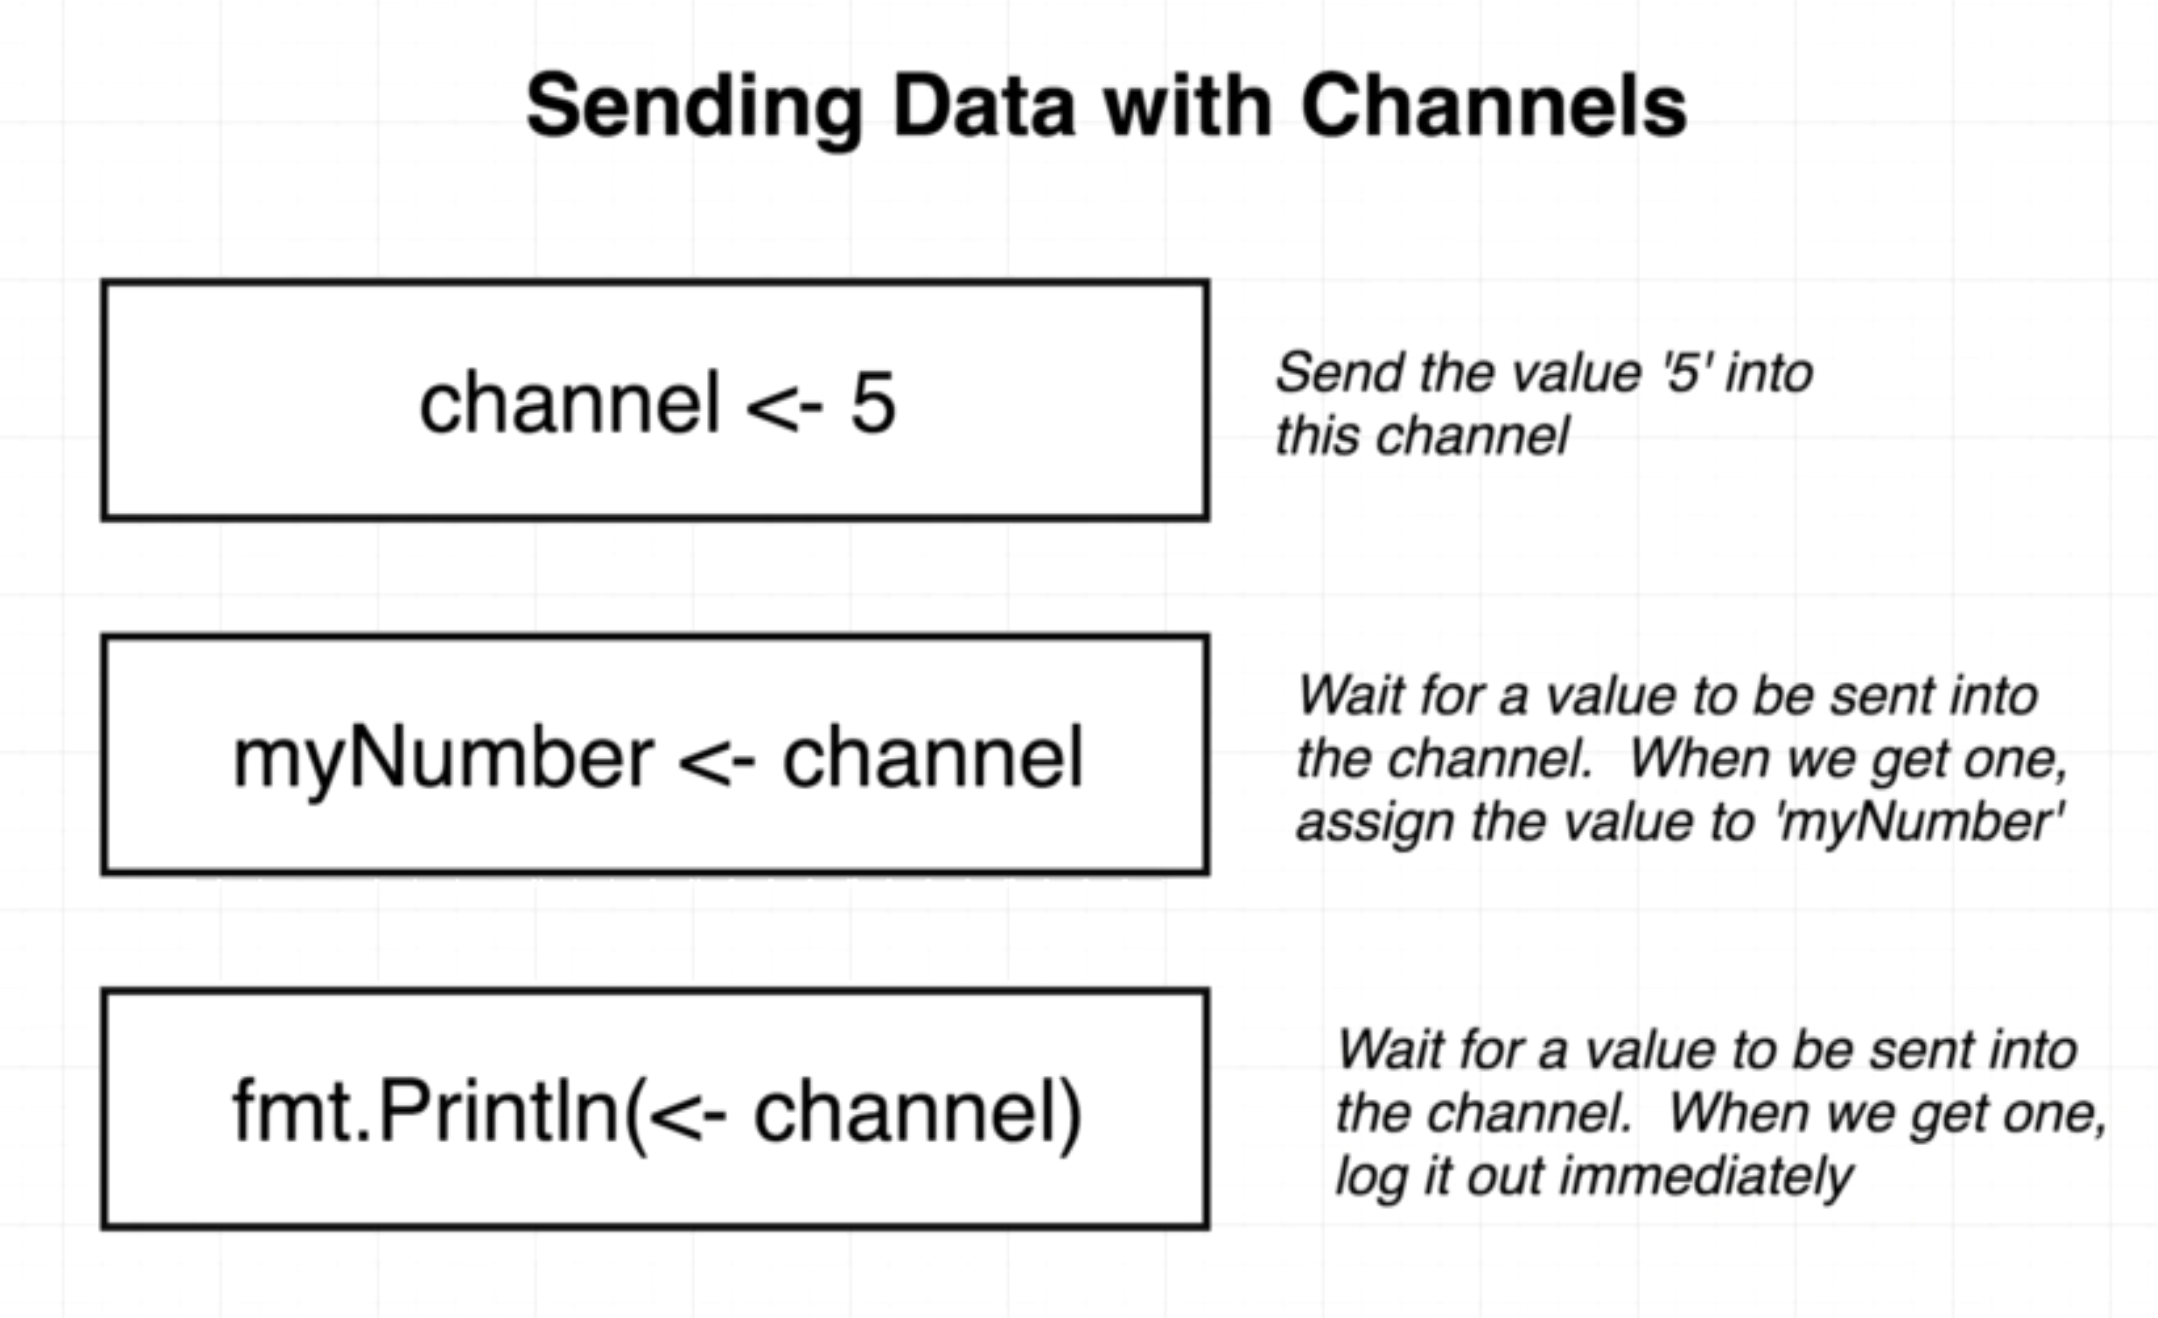 Sending Data with Channels
channel <- 5
Send the value '5' into
this channel
myNumber <- channel
Wait for a value to be sent into
the channel.  When we get one,
assign the value to 'myNumber'
fmt.Println(<- channel)
Wait for a value to be sent into
the channel.  When we get one,
log it out immediately